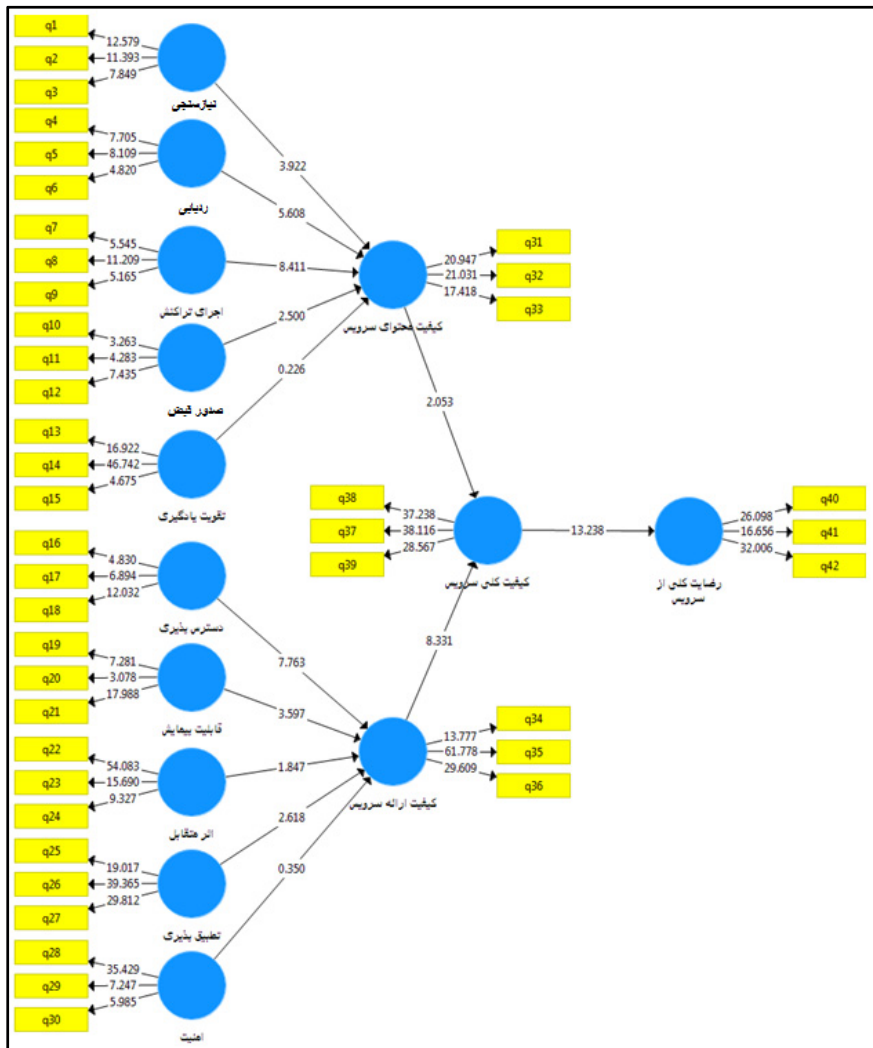 q1
12.579
q2
11.393
q3
7.849
نیازسنجی
q4
7.705
q5
8.109
q6
4.820
ردیابی
q7
5.545
q8
11.209
q9
5.165
اجرای تراکنش
q10
3.263
q11
4.283
q12
7.435
صدور قبض
q13
16.922
q14
46.742
q15
4.675
تقویت یادگیری
q16
4.830
q17
6.894
q18
12.032
دسترس پذیری
q19
7.281
q20
3.078
q21
17.988
قابلیت پیمایش
q22
54.083
q23
15.690
q24
9.327
اثر متقابل
q25
19.017
q26
39.365
q27
29.812
تطبیق پذیری
q28
35.429
q29
7.247
q30
5.985
امنیت
3.922
5.608
8.411
2.500
0.226
کیفیت محتوای سرویس
20.947
q31
21.031
q32
17.418
q33
2.053
7.763
3.597
1.847
2.618
0.350
کیفیت ارائه سرویس
13.777
q34
61.778
q35
29.609
q36
8.331
q38
37.238
q37
38.116
q39
28.567
کیفیت کلی سرویس
13.238
رضایت کلی از
سرویس
26.098
q40
16.656
q41
32.006
q42